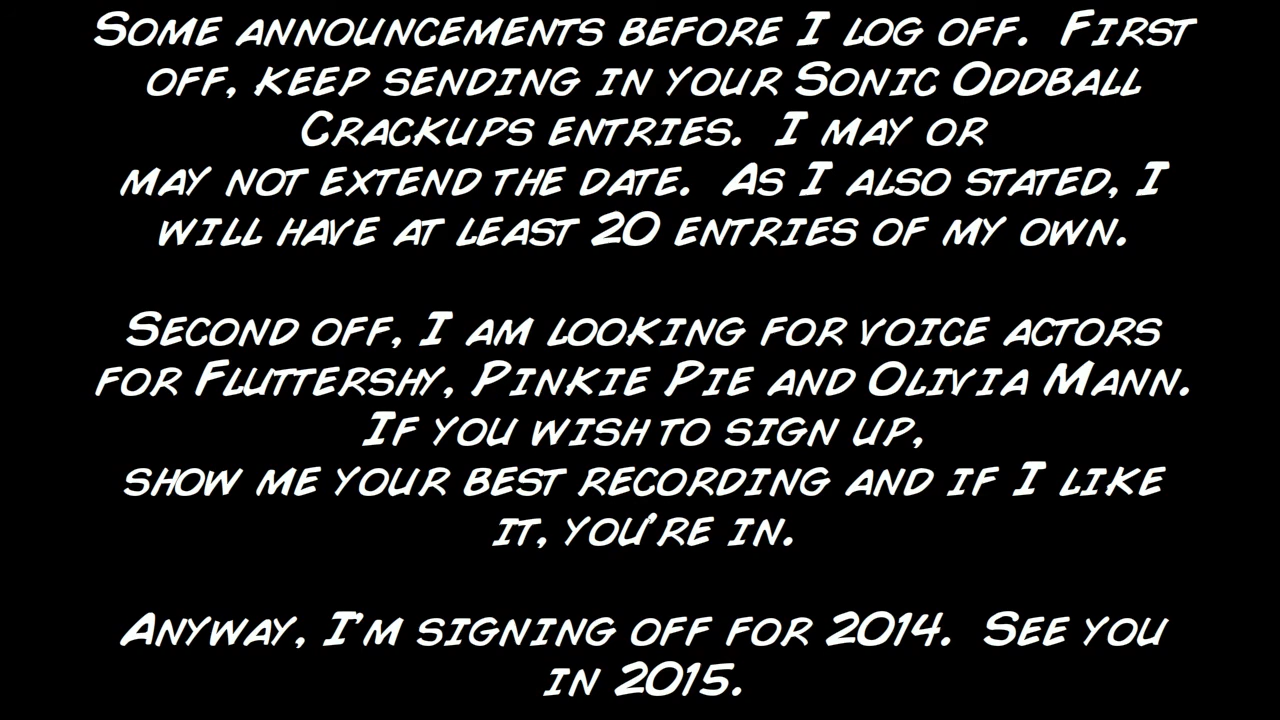 Some announcements before I log off.  First
off, keep sending in your Sonic Oddball
Crackups entries.  I may or
may not extend the date.  As I also stated, I
will have at least 20 entries of my own.

Second off, I am looking for voice actors
for Fluttershy, Pinkie Pie and Olivia Mann.
If you wish to sign up,
show me your best recording and if I like
it, you're in.

Anyway, I'm signing off for 2014.  See you
in 2015.